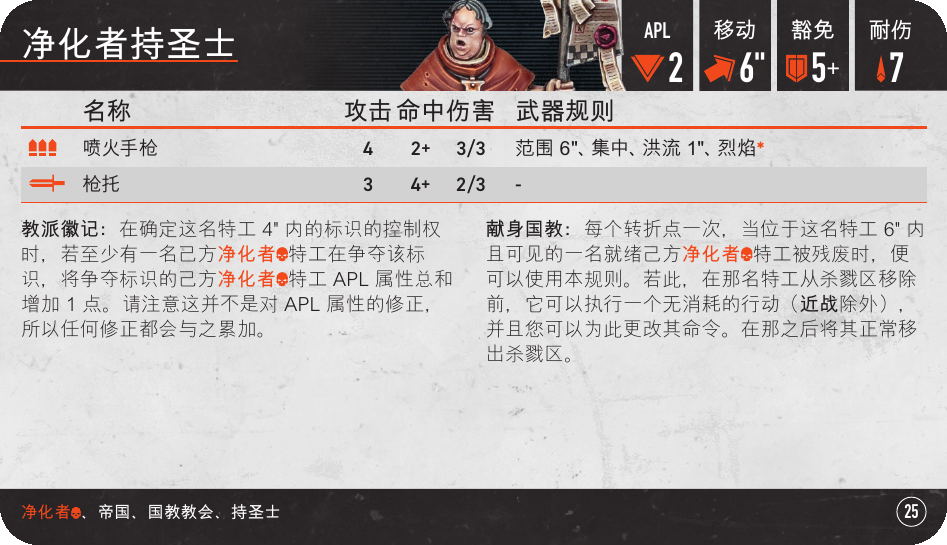 净化者持圣士
APL 移动 豁免 耐伤
2 6" 5+ 7
名称 攻击 命中 伤害 武器规则
喷火手枪 4 2+ 3/3 范围 6"、集中、洪流 1"、烈焰*
枪托 3 4+ 2/3 -
教派徽记：在确定这名特工 4" 内的标识的控制权
时，若至少有一名己方净化者特工在争夺该标
识，将争夺标识的己方净化者特工 APL 属性总和
增加 1 点。请注意这并不是对 APL 属性的修正，
所以任何修正都会与之累加。
献身国教：每个转折点一次，当位于这名特工 6" 内
且可见的一名就绪己方净化者特工被残废时，便
可以使用本规则。若此，在那名特工从杀戮区移除
前，它可以执行一个无消耗的行动（近战除外），
并且您可以为此更改其命令。在那之后将其正常移
出杀戮区。
净化者、帝国、国教教会、持圣士
25